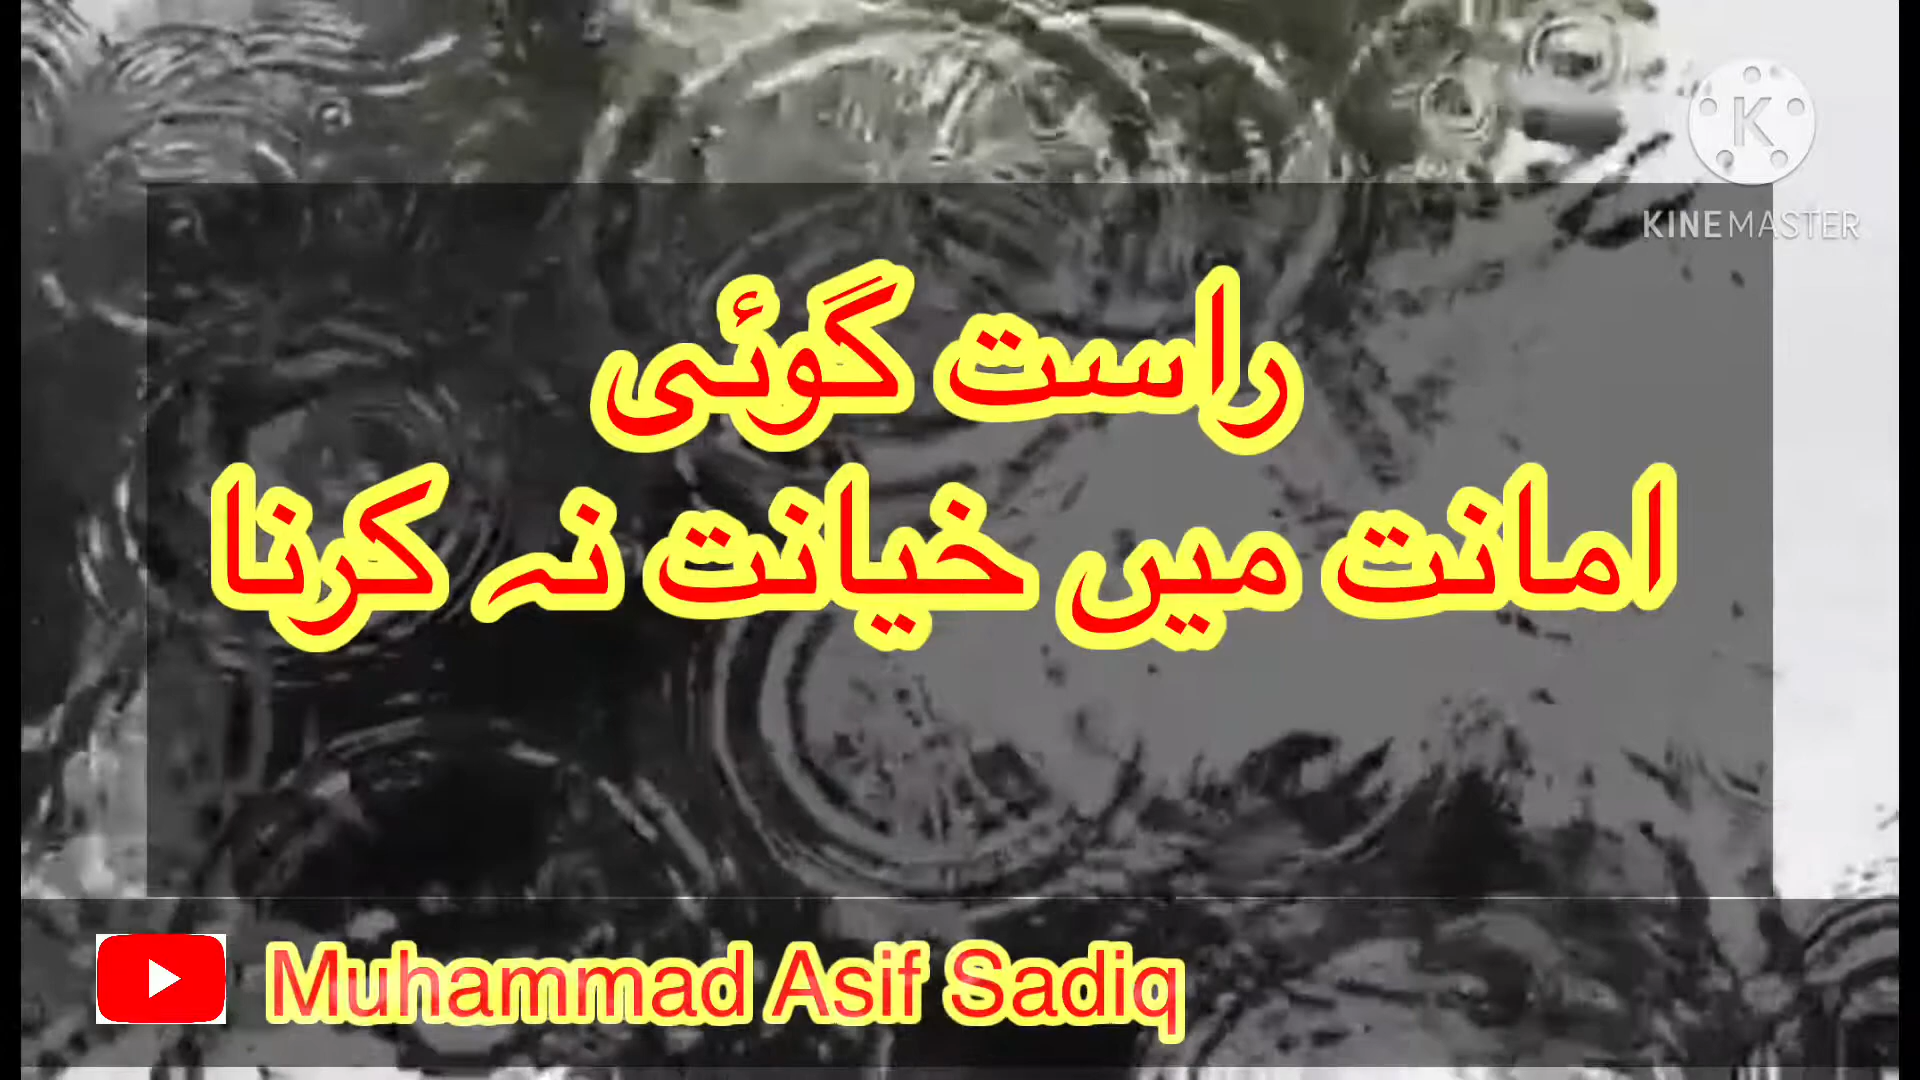 K
KINEMASTER
راست گوئی
امانت میں خیانت نہ کرنا
Muhammad Asif Sadiq